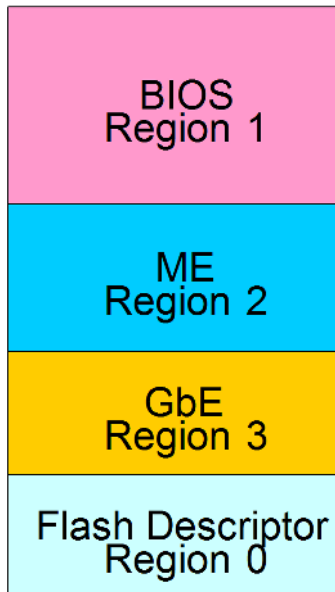 BIOS
Region 1
ME
Region 2
GbE
Region 3
Flash Descriptor
Region 0